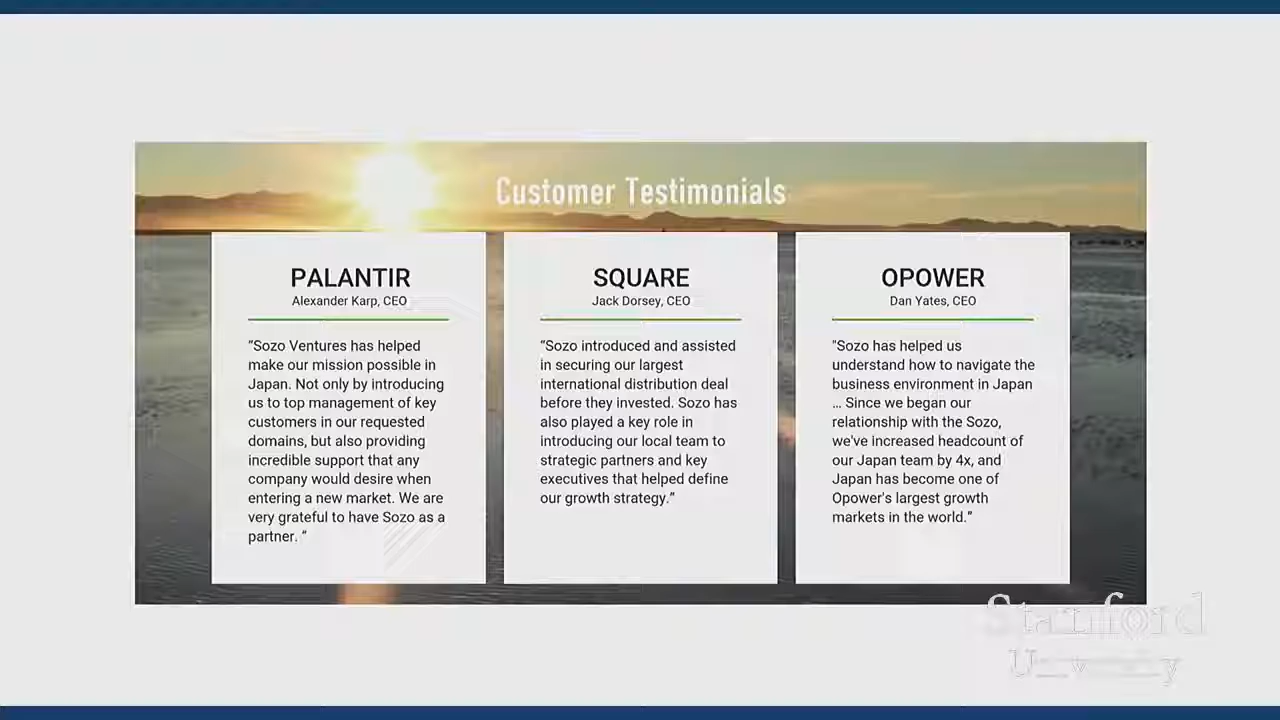 Customer Testimonials
PALANTIR
Alexander Karp, CEO
"Sozo Ventures has helped
make our mission possible in
Japan. Not only by introducing
us to top management of key
customers in our requested
domains, but also providing
incredible support that any
company would desire when
entering a new market. We are
very grateful to have Sozo as a
partner. "
SQUARE
Jack Dorsey, CEO
“Sozo introduced and assisted
in securing our largest
international distribution deal
before they invested. Sozo has
also played a key role in
introducing our local team to
strategic partners and key
executives that helped define
our growth strategy.”
OPOWER
Dan Yates, CEO
"Sozo has helped us
understand how to navigate the
business environment in Japan
… Since we began our
relationship with the Sozo,
we've increased headcount of
our Japan team by 4x, and
Japan has become one of
Opower's largest growth
markets in the world.”
Stanford
University